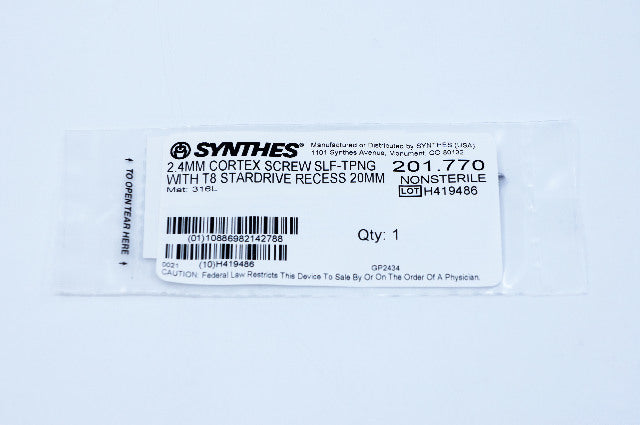 SYNTHES®
Manufactured or Distributed by SYNTHES (USA)
1101 Synthes Avenue, Monument, CO 80132
2.4MM CORTEX SCREW SLF-TPNG
WITH T8 STARDRIVE RECESS 20MM
Mat: 316L
201.770
NONSTERILE
LOT H419486
(01)10886982142788
Qty: 1
0021 (10)H419486
GP2434
CAUTION: Federal Law Restricts This Device To Sale By Or On The Order Of A Physician.
↑ TO OPEN TEAR HERE ↑